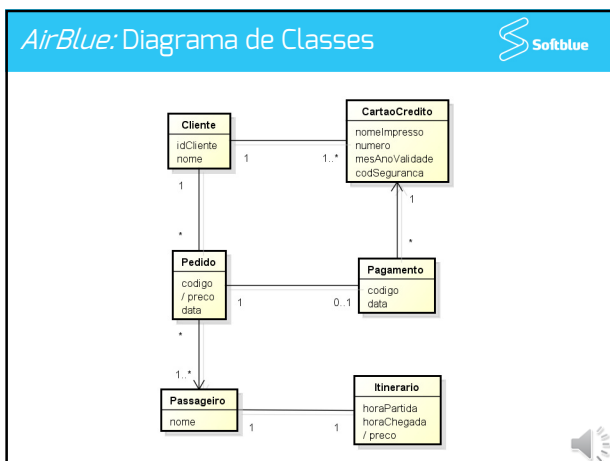 AirBlue: Diagrama de Classes
Softblue
Cliente
idCliente
nome
1
1..*
CartaoCredito
nomeImpresso
numero
mesAnoValidade
codSeguranca
1
*
1
*
Pedido
codigo
/ preco
data
1
0..1
Pagamento
codigo
data
*
1..*
Passageiro
nome
1
1
Itinerario
horaPartida
horaChegada
/ preco